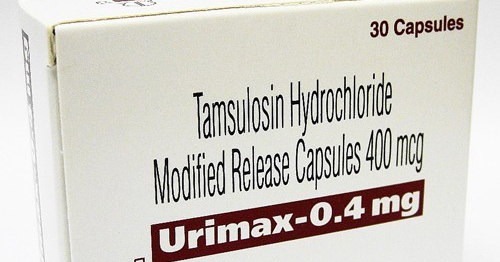 30 Capsules
Tamsulosin Hydrochloride
Modified Release Capsules 400 mcg
Urimax-0.4 mg